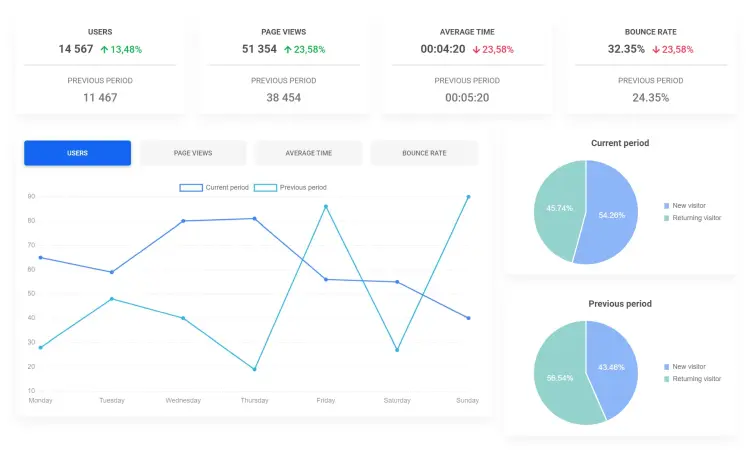 USERS
14 567 13,48%
PREVIOUS PERIOD
11 467
PAGE VIEWS
51 354 23,58%
PREVIOUS PERIOD
38 454
AVERAGE TIME
00:04:20 23,58%
PREVIOUS PERIOD
00:05:20
BOUNCE RATE
32.35% 23,58%
PREVIOUS PERIOD
24.35%
USERS
PAGE VIEWS
AVERAGE TIME
BOUNCE RATE
Current period
Previous period
90
80
70
60
50
40
30
20
10
Monday
Tuesday
Wednesday
Thursday
Friday
Saturday
Sunday
Current period
45.74%
54.26%
New visitor
Returning visitor
Previous period
56.54%
43.46%
New visitor
Returning visitor